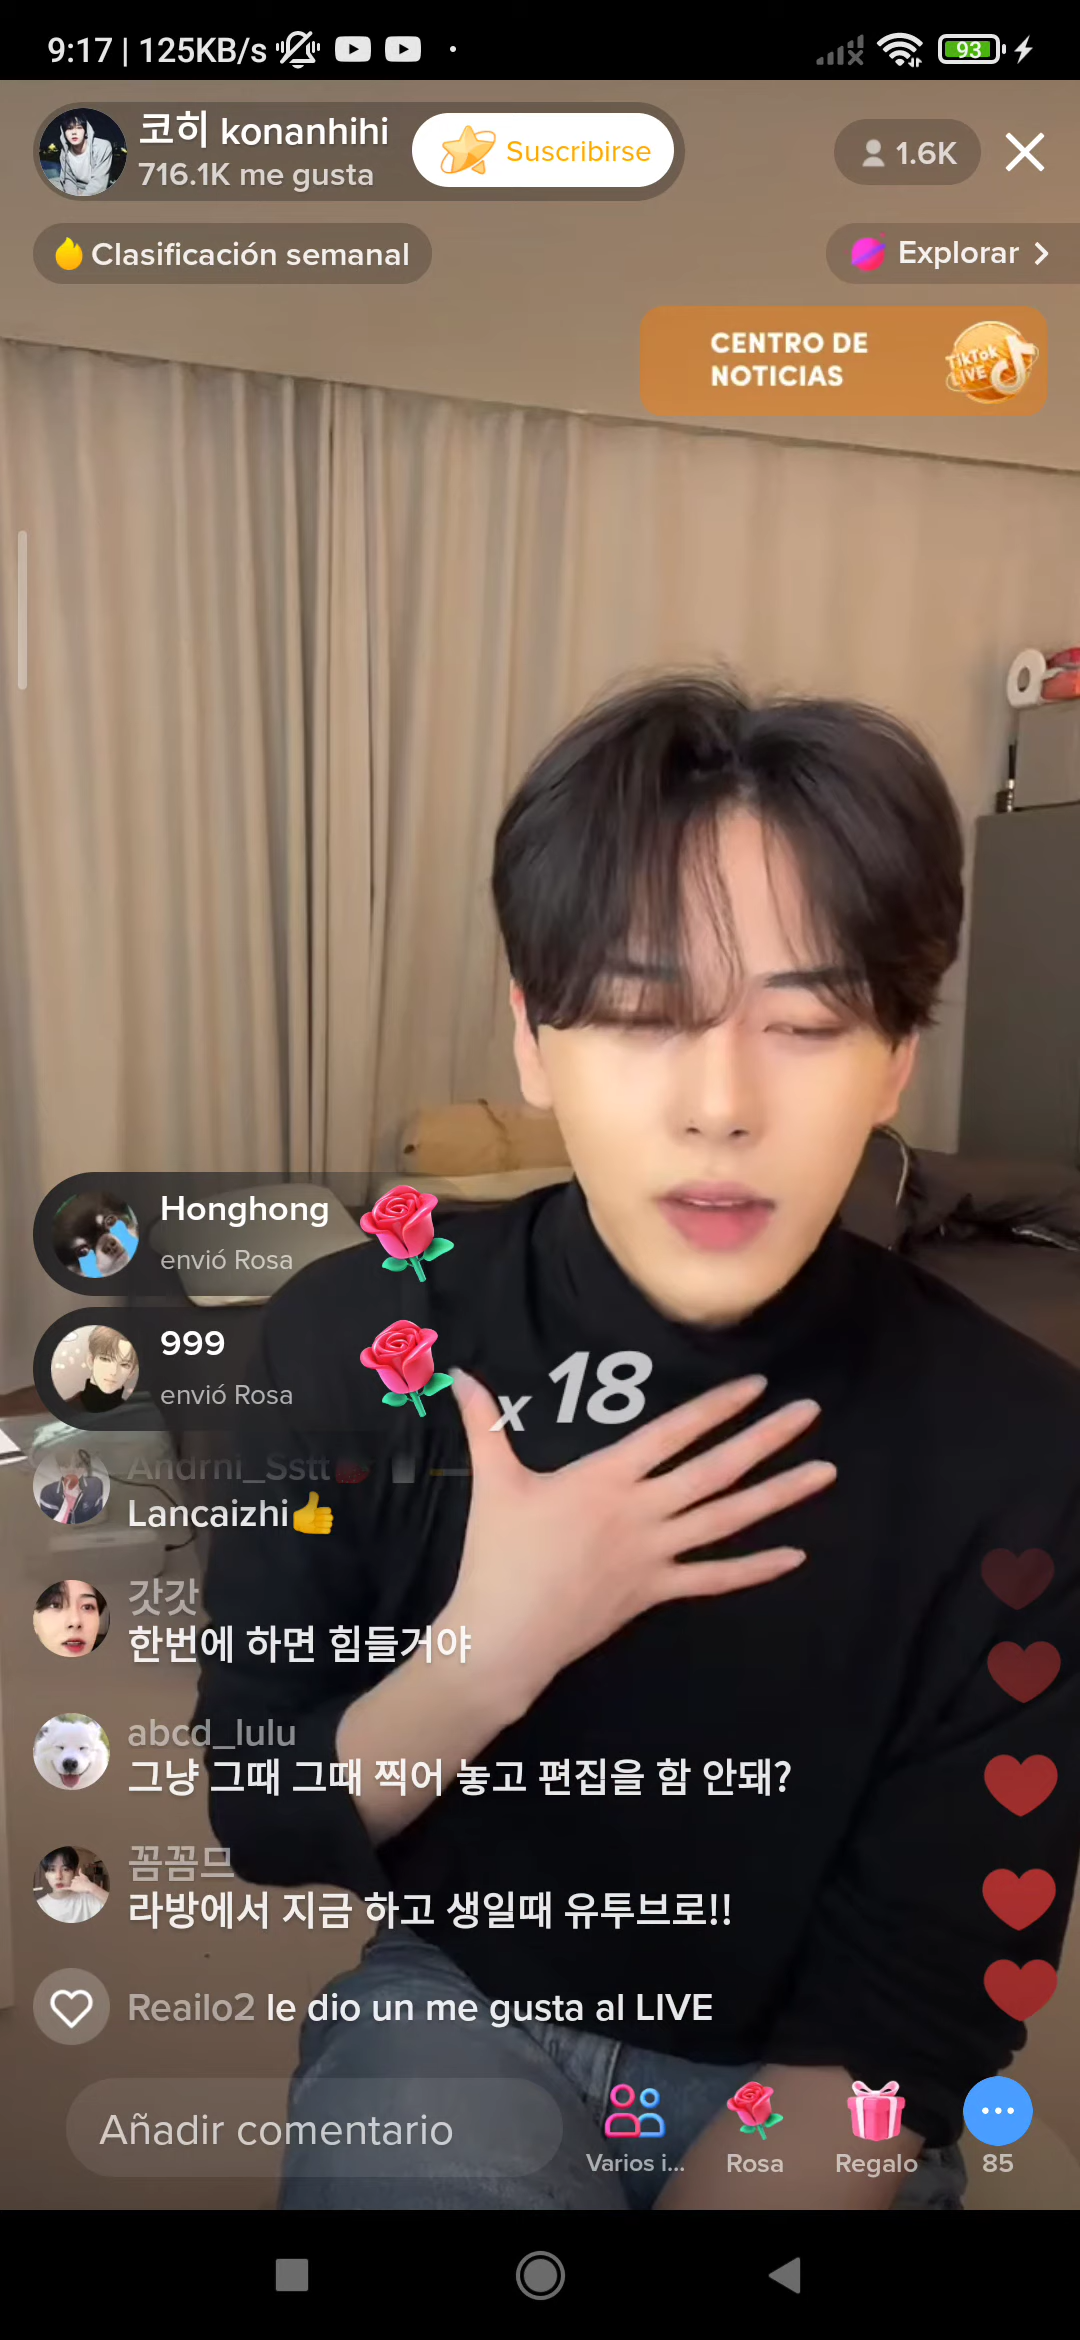 9:17 | 125KB/s
93
코히 konanhihi
716.1K me gusta
Suscribirse
1.6K
Clasificación semanal
Explorar
CENTRO DE
NOTICIAS
TikTok
LIVE
Honghong
envió Rosa
999
envió Rosa
x 18
Andrni_Sstt
Lancaizhi
갓갓
한번에 하면 힘들거야
abcd_lulu
그냥 그때 그때 찍어 놓고 편집을 함 안돼?
꼼꼼므
라방에서 지금 하고 생일때 유투브로!!
Reailo2 le dio un me gusta al LIVE
Añadir comentario
Varios i...
Rosa
Regalo
85